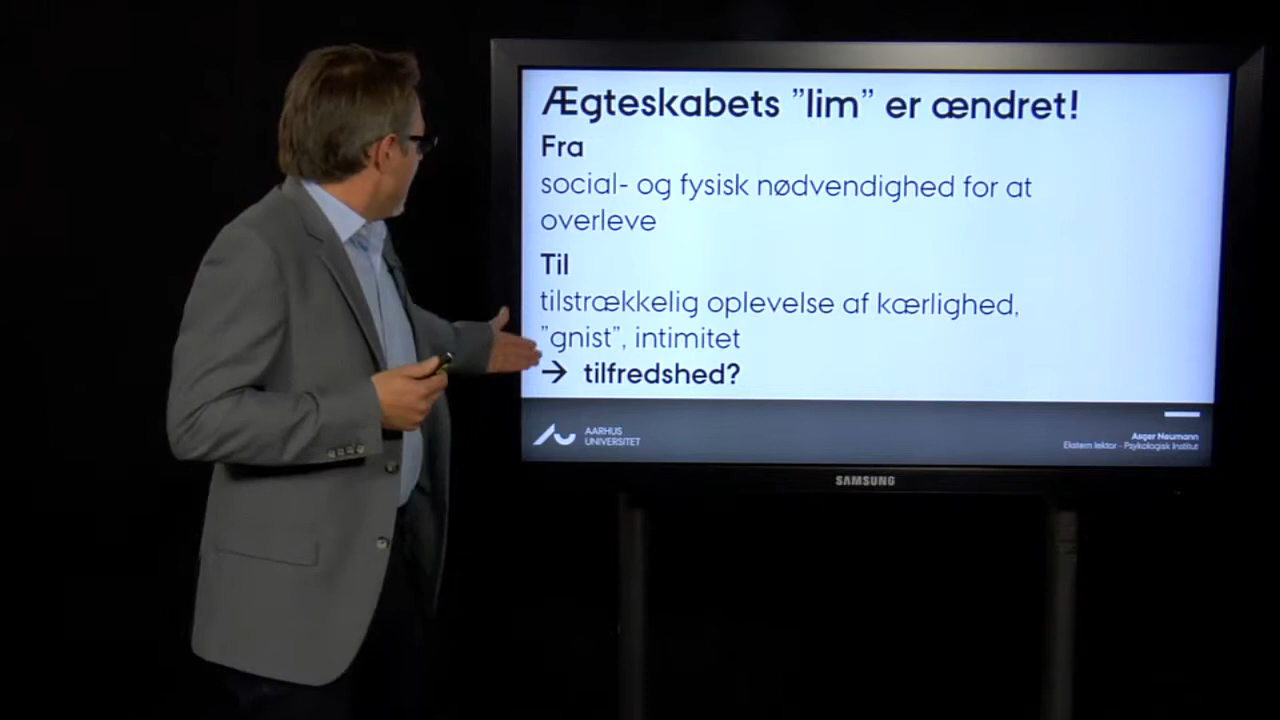 Ægteskabets ”lim” er ændret!
Fra
social- og fysisk nødvendighed for at
overleve
Til
tilstrækkelig oplevelse af kærlighed,
”gnist”, intimitet
→ tilfredshed?
AARHUS
UNIVERSITET
Asger Neumann
Ekstern lektor - Psykologisk Institut
SAMSUNG